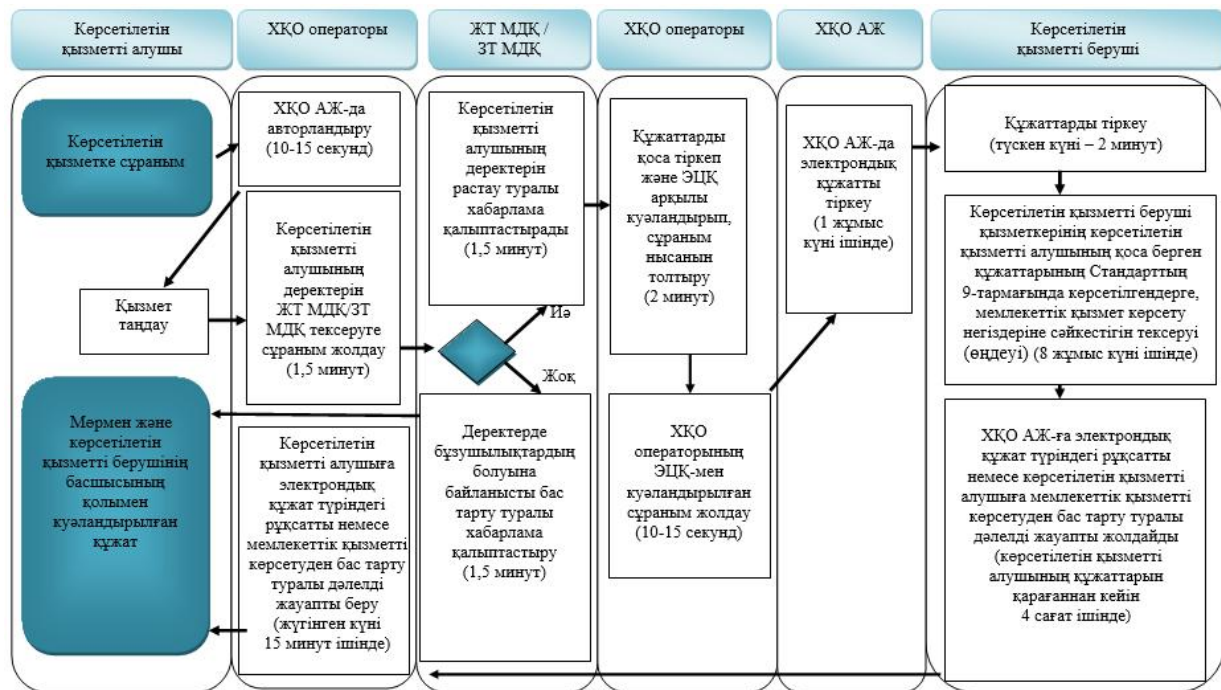 Көрсетілетін
қызметті алушы
ХҚО операторы
ЖТ МДҚ /
ЗТ МДҚ
ХҚО операторы
ХҚО АЖ
Көрсетілетін
қызметті беруші
Көрсетілетін
қызметке сұраным
ХҚО АЖ-да
авторландыру
(10-15 секунд)
Қызмет
таңдау
Көрсетілетін
қызметті
алушының
деректерін
ЖТ МДҚ/ЗТ
МДҚ тексеруге
сұраным жолдау
(1,5 минут)
Көрсетілетін
қызметті
алушының
деректерін
растау туралы
хабарлама
қалыптастырады
(1,5 минут)
Иә
Жоқ
Деректерде
бұзушылықтардың
болуына
байланысты бас
тарту туралы
хабарлама
қалыптастыру
(1,5 минут)
Құжаттарды
қоса тіркеп
және ЭЦҚ
арқылы
куәландырып,
сұраным
нысанын
толтыру
(2 минут)
ХҚО
операторының
ЭЦҚ-мен
куәландырылған
сұраным жолдау
(10-15 секунд)
ХҚО АЖ-да
электрондық
құжатты
тіркеу
(1 жұмыс
күні ішінде)
Құжаттарды тіркеу
(түскен күні – 2 минут)
Көрсетілетін қызметті беруші
қызметкерінің көрсетілетін
қызметті алушының қоса берген
құжаттарының Стандарттың
9-тармағында көрсетілгендерге,
мемлекеттік қызмет көрсету
негіздеріне сәйкестігін тексеруі
(өңдеуі) (8 жұмыс күні ішінде)
ХҚО АЖ-ға электрондық
құжат түріндегі рұқсатты
немесе көрсетілетін қызметті
алушыға мемлекеттік қызметті
көрсетуден бас тарту туралы
дәлелді жауапты жолдайды
(көрсетілетін қызметті
алушының құжаттарын
қарағаннан кейін
4 сағат ішінде)
Көрсетілетін
қызметті алушыға
электрондық
құжат түріндегі
рұқсатты немесе
мемлекеттік қызметті
көрсетуден бас тарту
туралы дәлелді
жауапты беру
(жүгінген күні
15 минут ішінде)
Мөрмен және
көрсетілетін
қызметті берушінің
басшысының
қолымен
куәландырылған
құжат